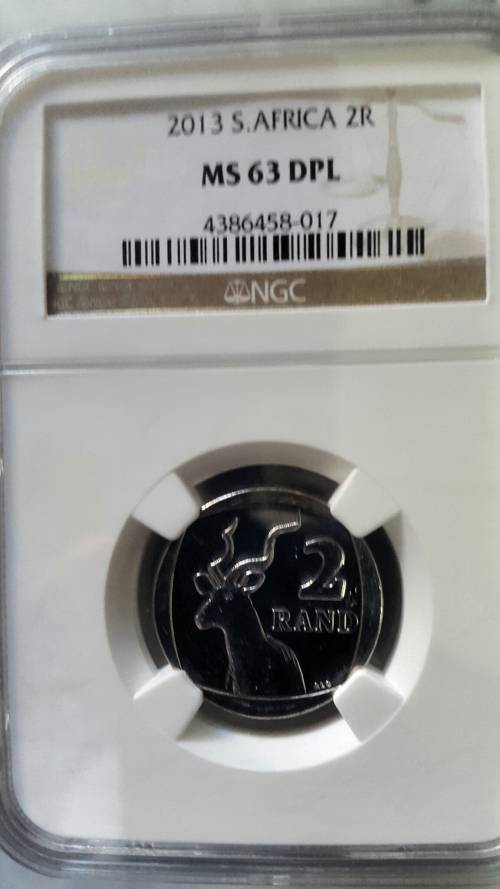 2013 S.AFRICA 2R
MS 63 DPL
4386458-017
NGC
2
RAND